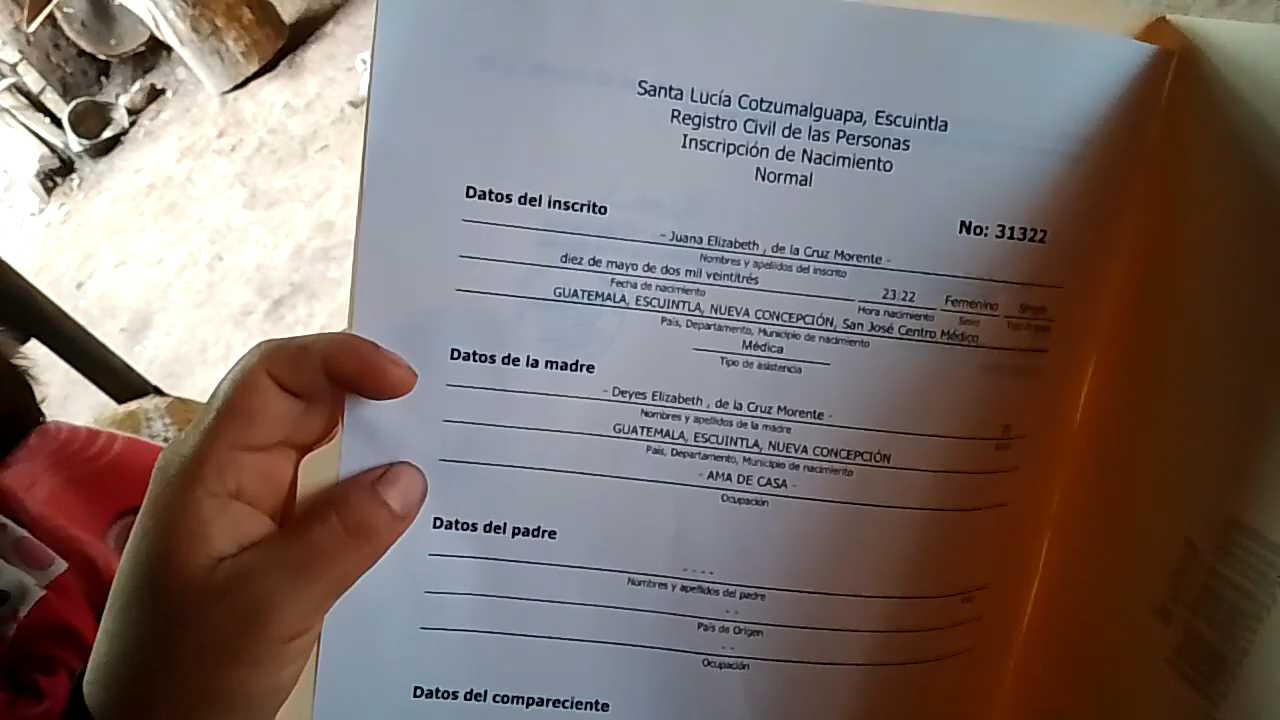 Santa Lucía Cotzumalguapa, Escuintla
Registro Civil de las Personas
Inscripción de Nacimiento
Normal
Datos del inscrito
No: 31322
- Juana Elizabeth , de la Cruz Morente -
Nombres y apellidos del inscrito
diez de mayo de dos mil veintitrés 23:22 Femenino
Fecha de nacimiento Hora nacimiento Sexo
GUATEMALA, ESCUINTLA, NUEVA CONCEPCIÓN, San José Centro Médico
País, Departamento, Municipio de nacimiento
Médica
Tipo de asistencia
Datos de la madre
- Deyes Elizabeth , de la Cruz Morente -
Nombres y apellidos de la madre
GUATEMALA, ESCUINTLA, NUEVA CONCEPCIÓN
País, Departamento, Municipio de nacimiento
- AMA DE CASA -
Ocupación
Datos del padre
- - - -
Nombres y apellidos del padre
- -
País de Origen
- -
Ocupación
Datos del compareciente